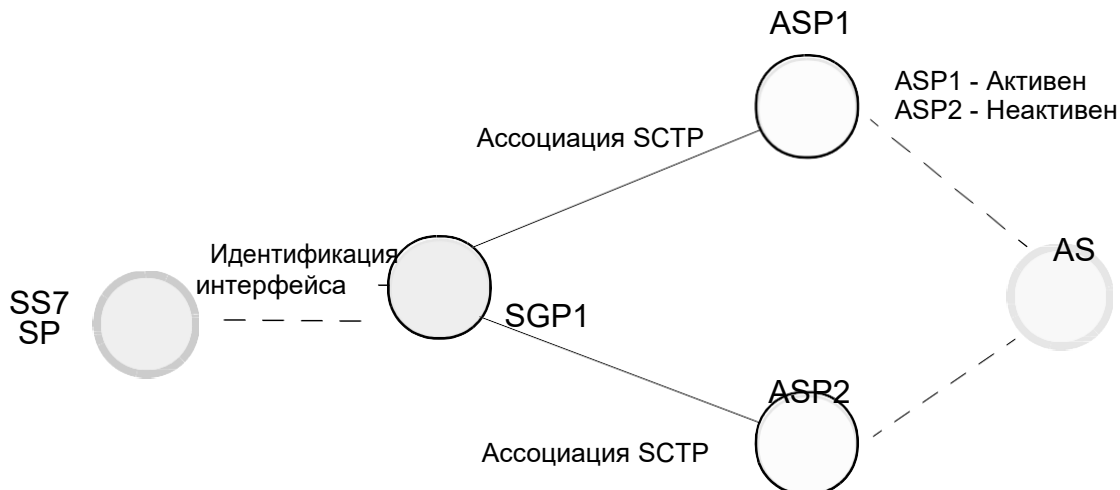 ASP1
ASP1 - Активен
ASP2 - Неактивен
Ассоциация SCTP
Идентификация
интерфейса
AS
SS7
SP
SGP1
ASP2
Ассоциация SCTP